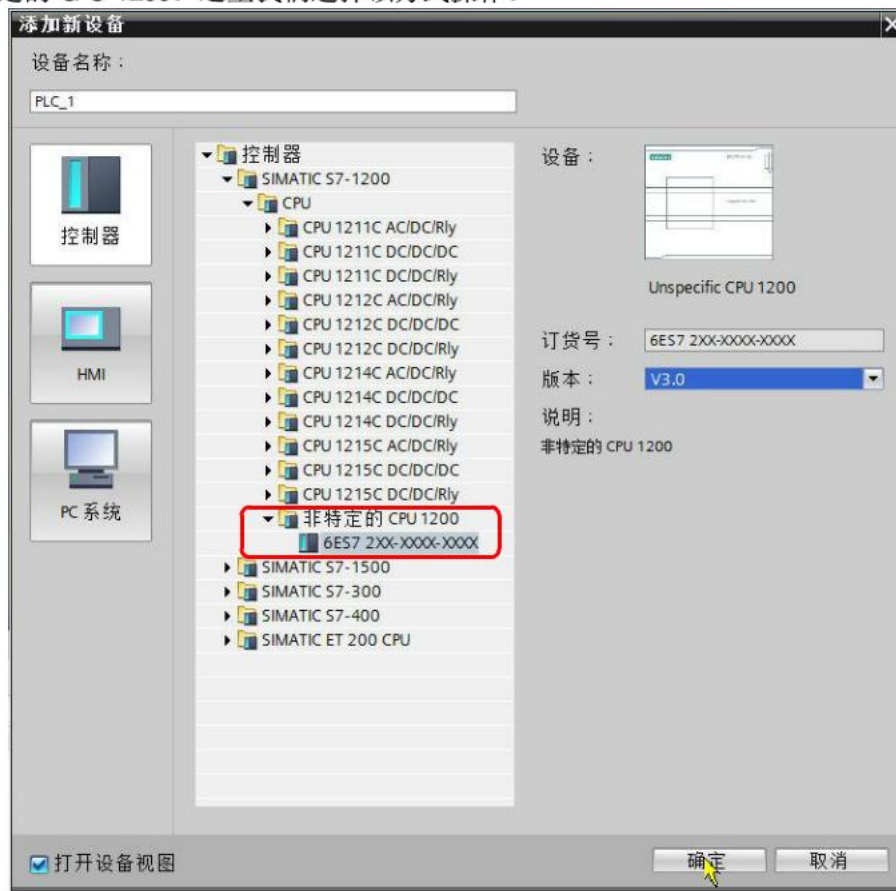 添加新设备
设备名称：
PLC_1
控制器
HMI
PC 系统
控制器
SIMATIC S7-1200
CPU
CPU 1211C AC/DC/Rly
CPU 1211C DC/DC/DC
CPU 1211C DC/DC/Rly
CPU 1212C AC/DC/Rly
CPU 1212C DC/DC/DC
CPU 1212C DC/DC/Rly
CPU 1214C AC/DC/Rly
CPU 1214C DC/DC/DC
CPU 1214C DC/DC/Rly
CPU 1215C AC/DC/Rly
CPU 1215C DC/DC/DC
CPU 1215C DC/DC/Rly
非特定的 CPU 1200
6ES7 2XX-XXXX-XXXX
SIMATIC S7-1500
SIMATIC S7-300
SIMATIC S7-400
SIMATIC ET 200 CPU
设备：
Unspecific CPU 1200
订货号：
6ES7 2XX-XXXX-XXXX
版本：
V3.0
说明：
非特定的 CPU 1200
打开设备视图
确定
取消